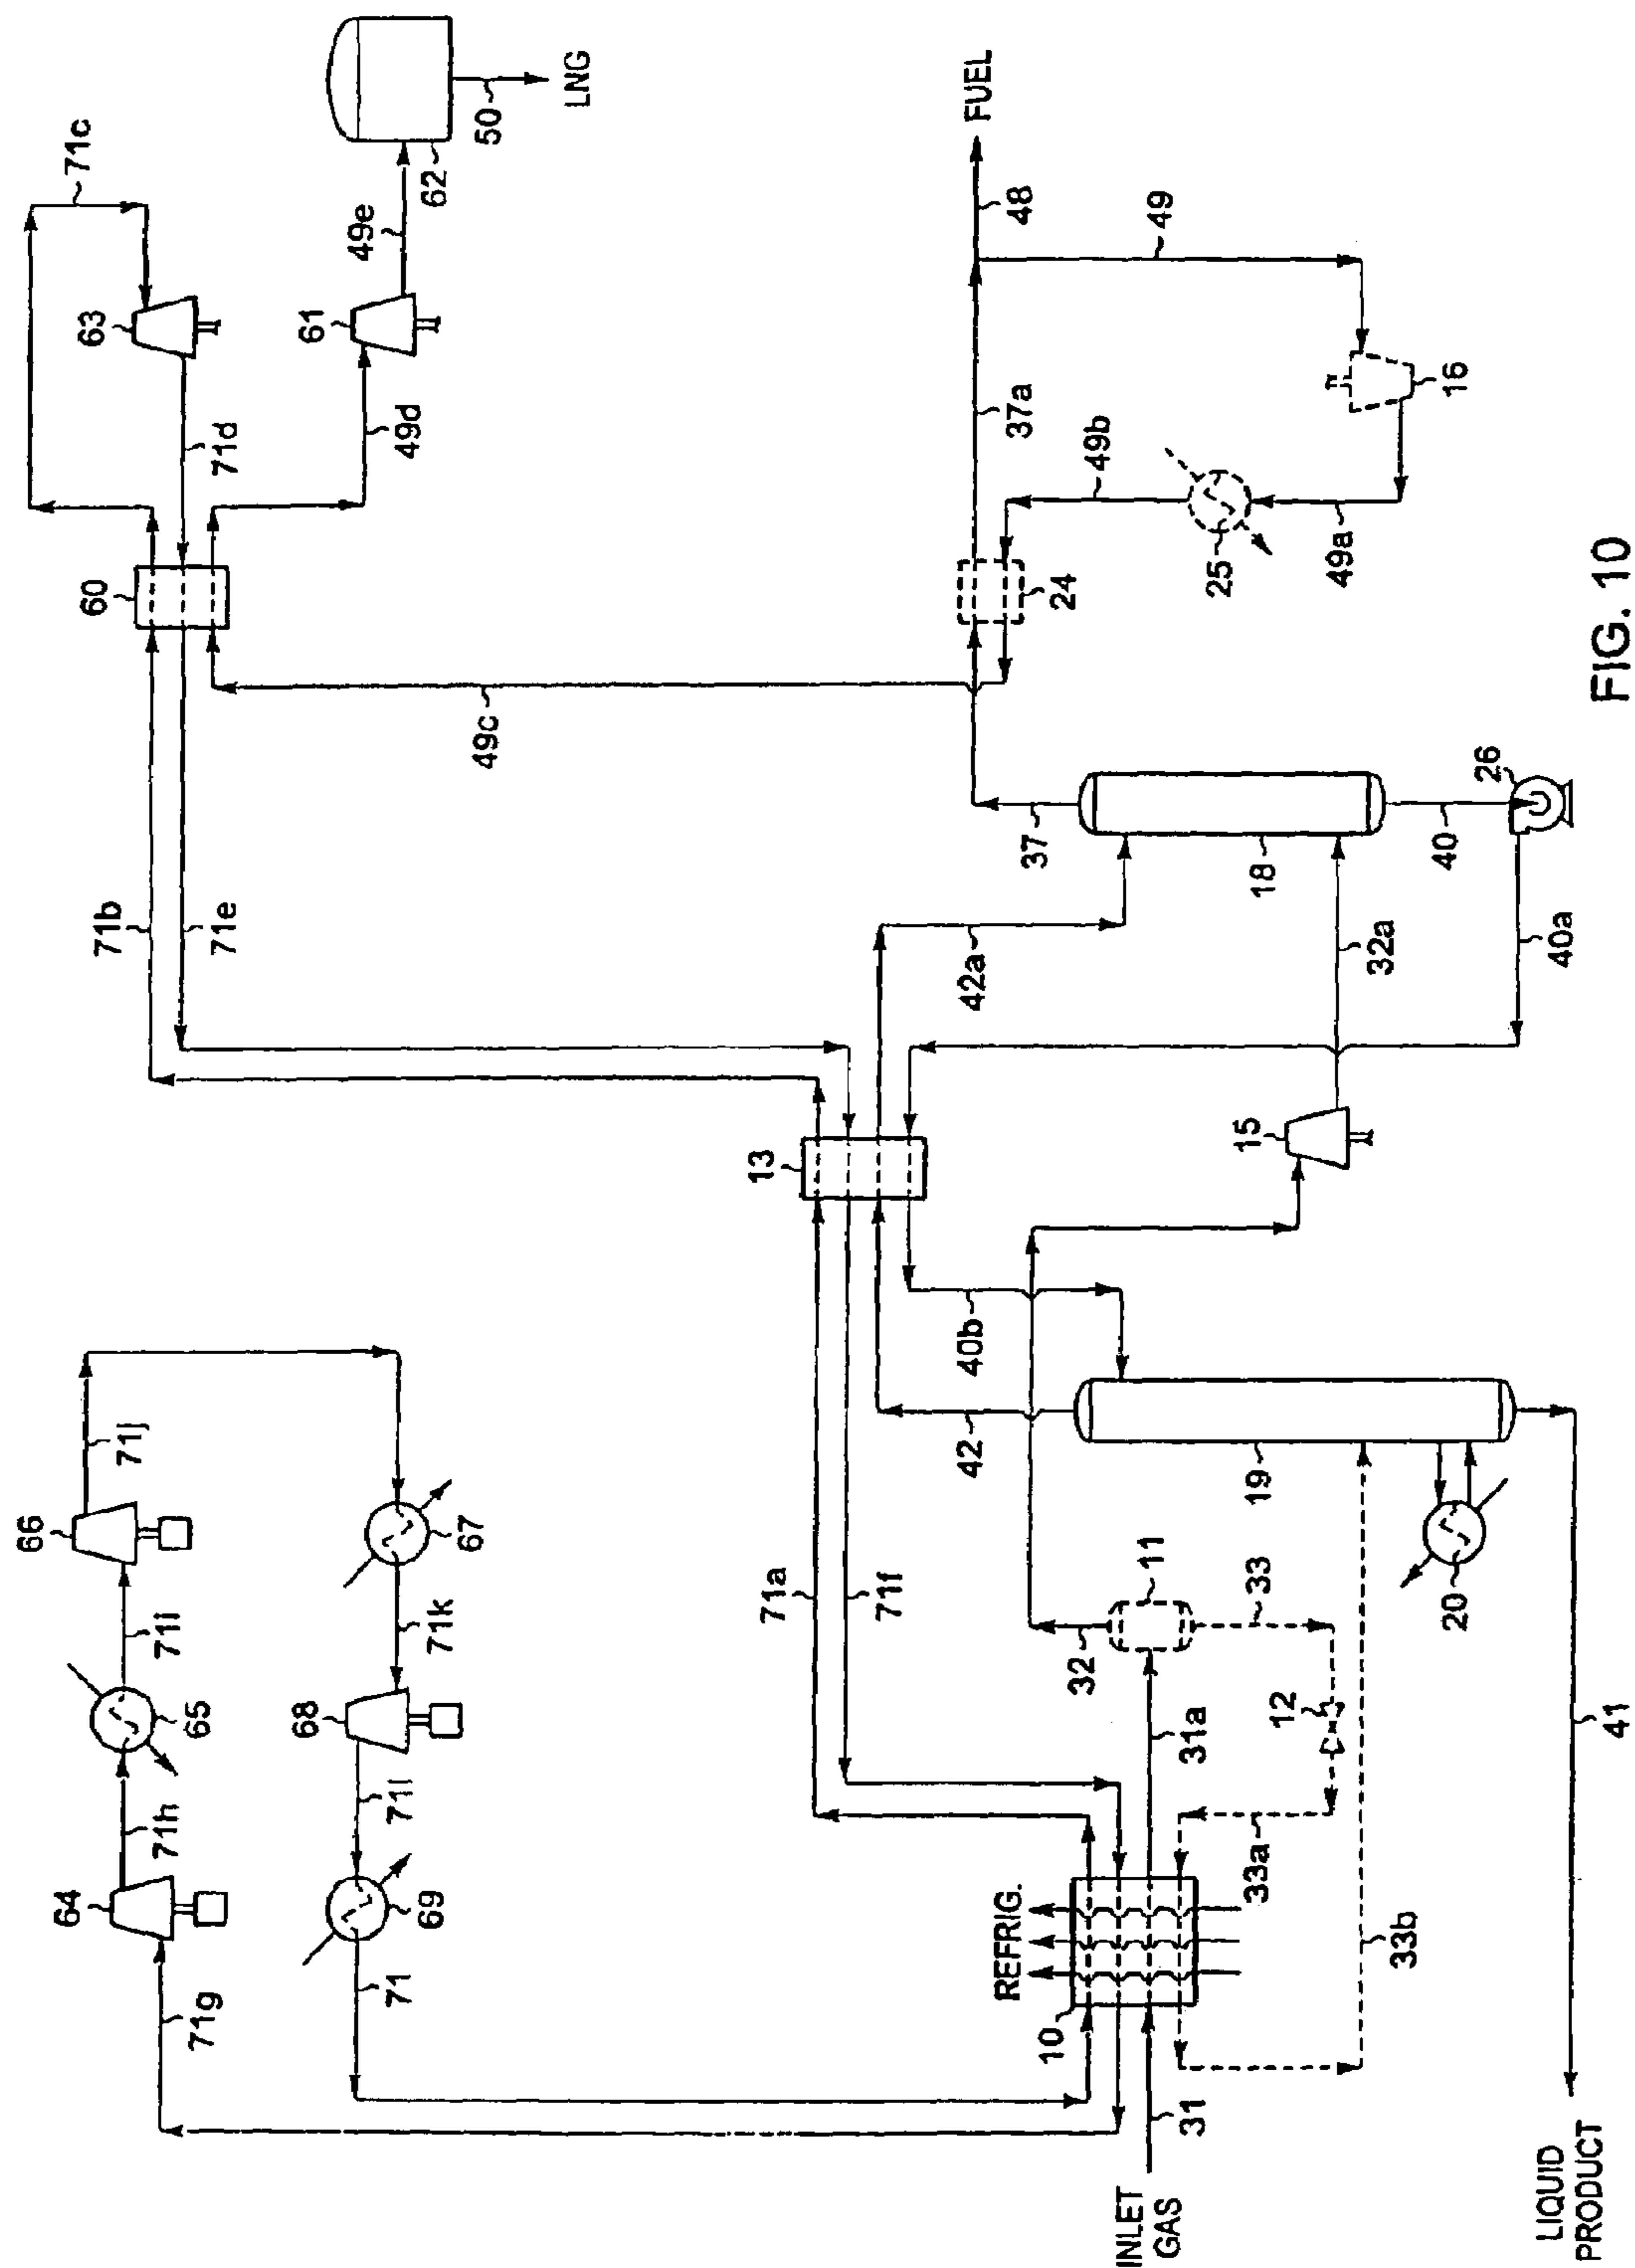 64
71h
65
71i
66
71j
67
71k
68
71l
69
71
71g
71c
63
71d
60
61
49d
49e
62
50
LNG
71b
71e
49c
71a
71f
13
42a
37
18
32a
40
26
40a
15
40b
42
19
20
41
FUEL
48
49
37a
49b
24
25
49a
16
REFRIG.
10
31
31a
32
11
33
12
33a
33b
INLET
GAS
LIQUID
PRODUCT
FIG. 10